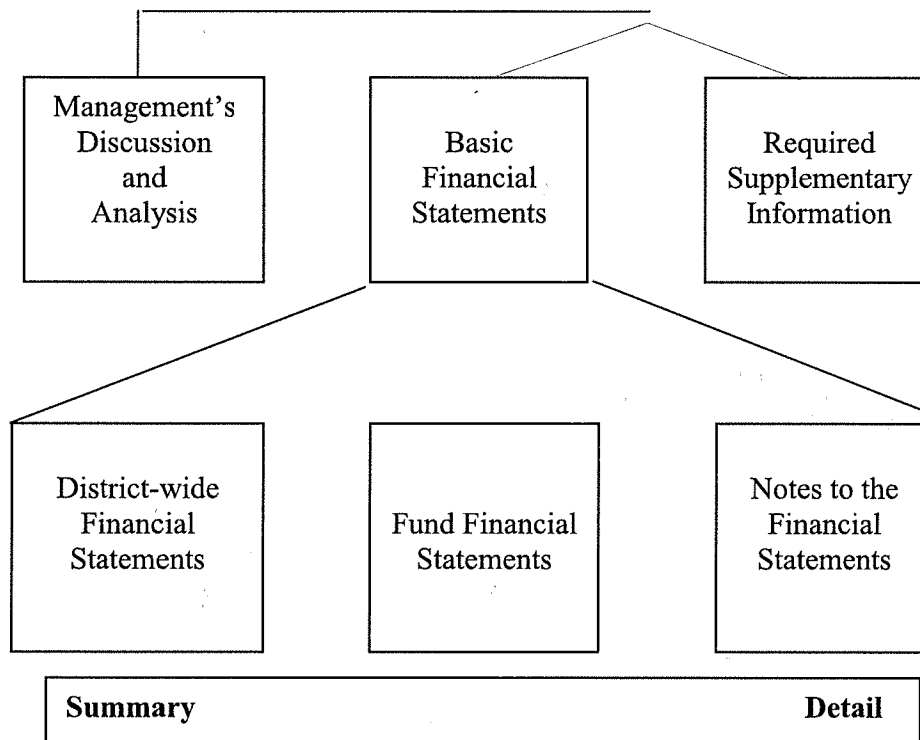 Management's
Discussion
and
Analysis
Basic
Financial
Statements
Required
Supplementary
Information
District-wide
Financial
Statements
Fund Financial
Statements
Notes to the
Financial
Statements
Summary Detail